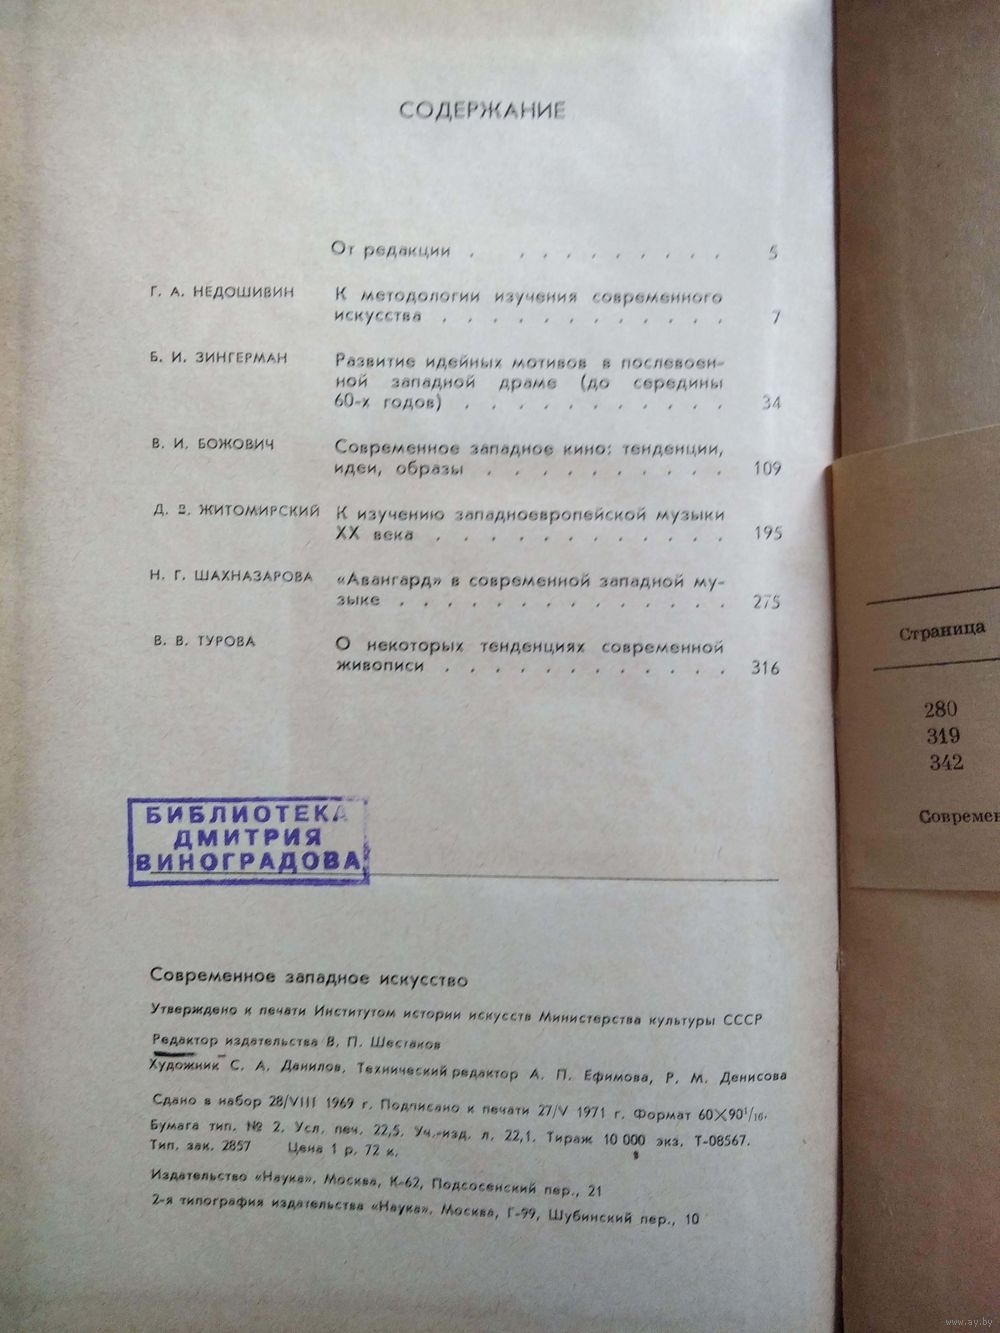 СОДЕРЖАНИЕ
От редакции . . . . . . . . . . 5
Г. А. НЕДОШИВИН К методологии изучения современного
искусства . . . . . . . . . . . . 7
Б. И. ЗИНГЕРМАН Развитие идейных мотивов в послевоен-
ной западной драме (до середины
60-х годов) . . . . . . . . . . . 34
В. И. БОЖОВИЧ Современное западное кино: тенденции,
идеи, образы . . . . . . . . . . 109
Д. В. ЖИТОМИРСКИЙ К изучению западноевропейской музыки
XX века . . . . . . . . . . . . 195
Н. Г. ШАХНАЗАРОВА «Авангард» в современной западной му-
зыке . . . . . . . . . . . . . 275
В. В. ТУРОВА О некоторых тенденциях современной
живописи . . . . . . . . . . . 316
БИБЛИОТЕКА
ДМИТРИЯ
ВИНОГРАДОВА
Современное западное искусство
Утверждено к печати Институтом истории искусств Министерства культуры СССР
Редактор издательства В. П. Шестаков
Художник С. А. Данилов. Технический редактор А. П. Ефимова, Р. М. Денисова
Сдано в набор 28/VIII 1969 г. Подписано к печати 27/V 1971 г. Формат 60×90 1/16.
Бумага тип. № 2. Усл. печ. 22,5. Уч.-изд. л. 22,1. Тираж 10 000 экз. Т-08567.
Тип. зак. 2857 Цена 1 р. 72 к.
Издательство «Наука». Москва, К-62, Подсосенский пер., 21
2-я типография издательства «Наука». Москва, Г-99, Шубинский пер., 10
Страница
280
319
342
Современ
www.ay.by